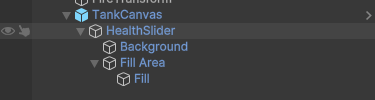 FireTransform
TankCanvas
HealthSlider
Background
Fill Area
Fill